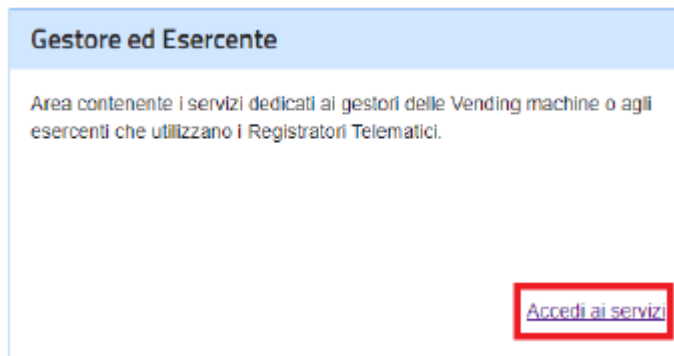 Gestore ed Esercente
Area contenente i servizi dedicati ai gestori delle Vending machine o agli
esercenti che utilizzano i Registratori Telematici.
Accedi ai servizi